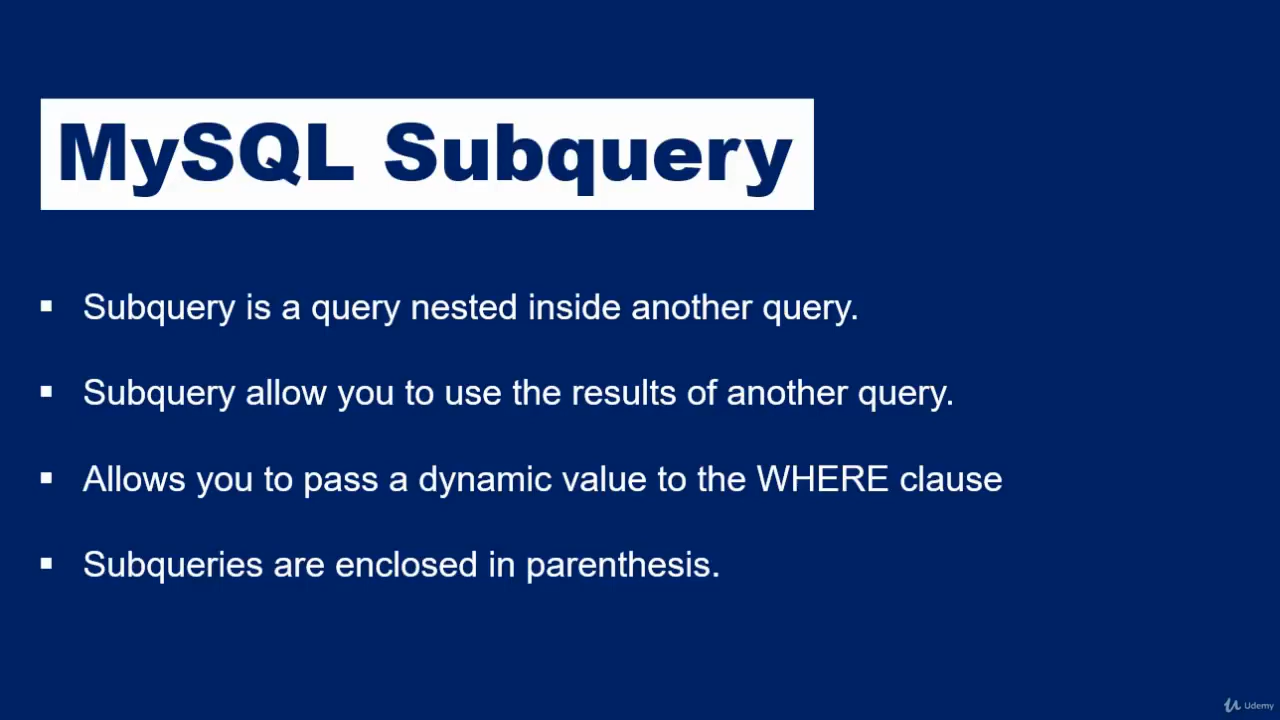 MySQL Subquery
▪ Subquery is a query nested inside another query.
▪ Subquery allow you to use the results of another query.
▪ Allows you to pass a dynamic value to the WHERE clause
▪ Subqueries are enclosed in parenthesis.
Udemy